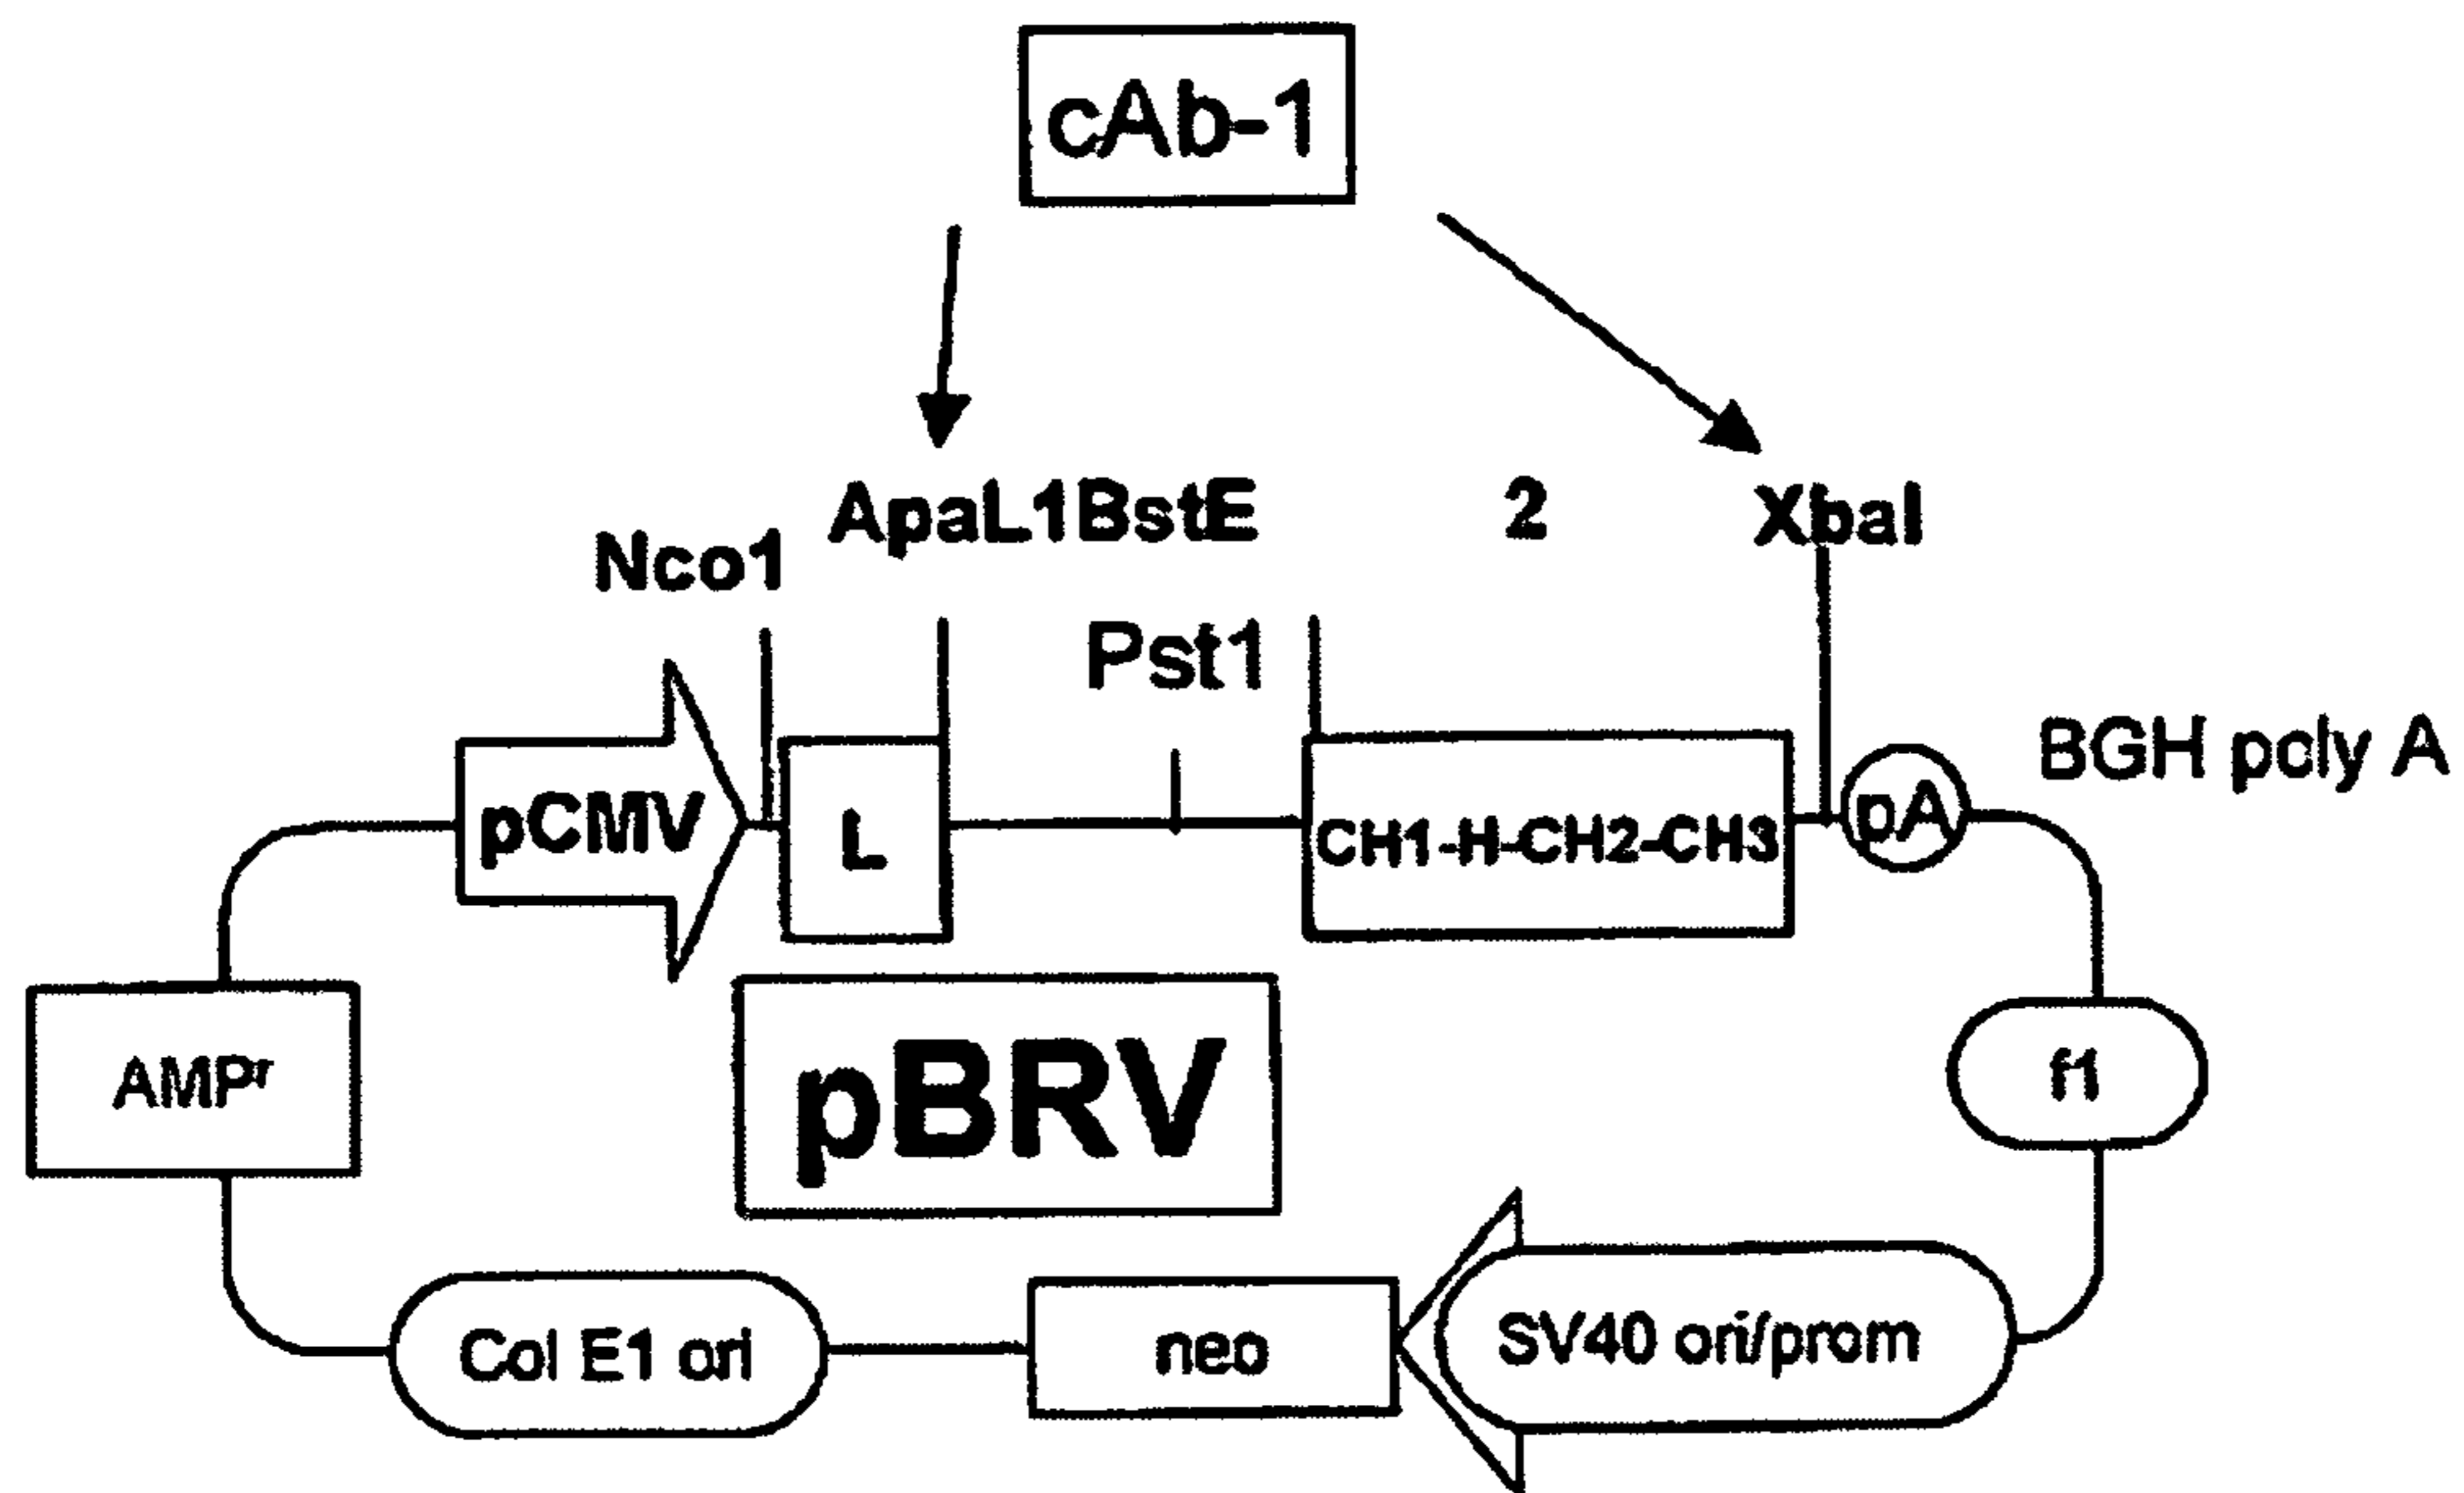 cAb-1
ApaL1BstE 2 XbaI
Nco1
Pst1
BGH poly A
pCMV
L
CH1-H-CH2-CH3
pA
AMPr
pBRV
f1
Col E1 ori
neo
SV40 ori/prom